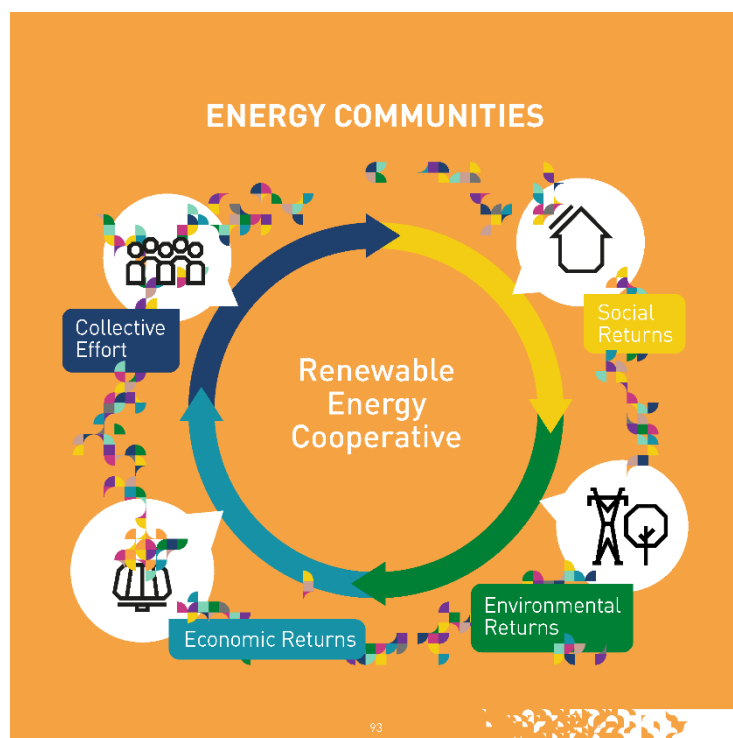 ENERGY COMMUNITIES
Collective
Effort
Social
Returns
Renewable
Energy
Cooperative
Economic Returns
Environmental
Returns
93